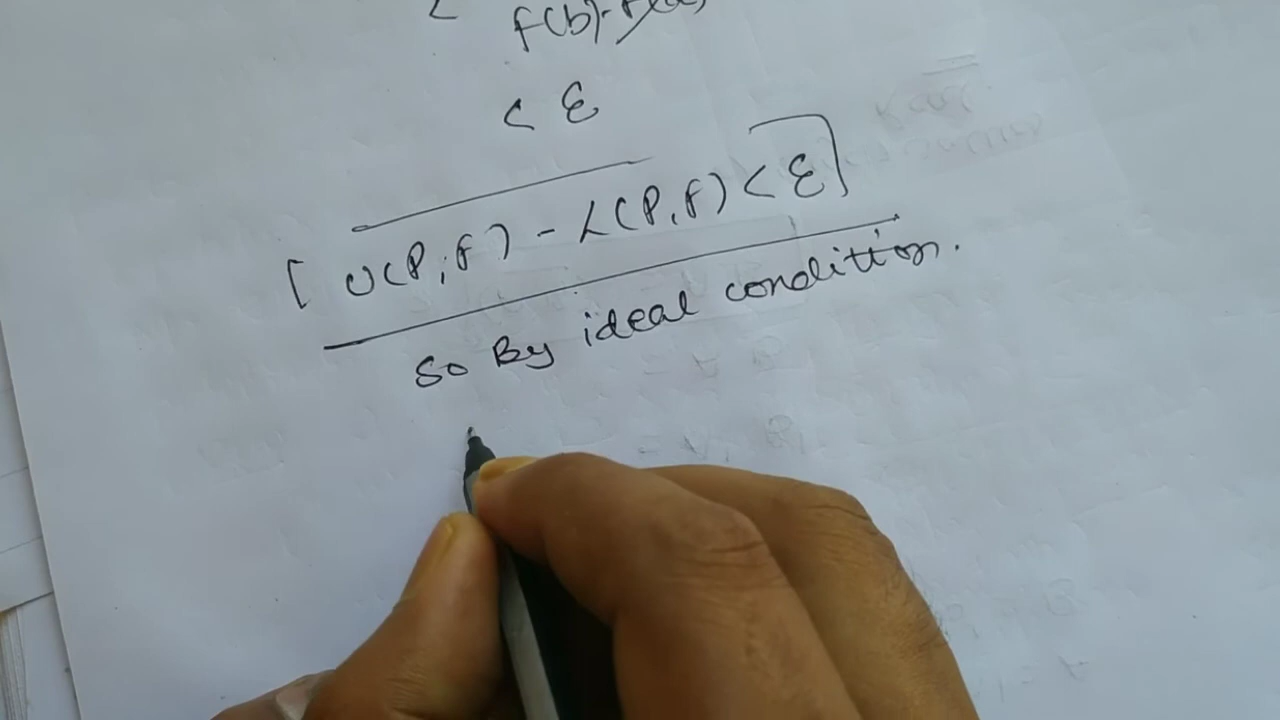 <
f(b)-f(a)
< ε
[ U(P,f) - L(P,f) < ε ]
So By ideal condition.